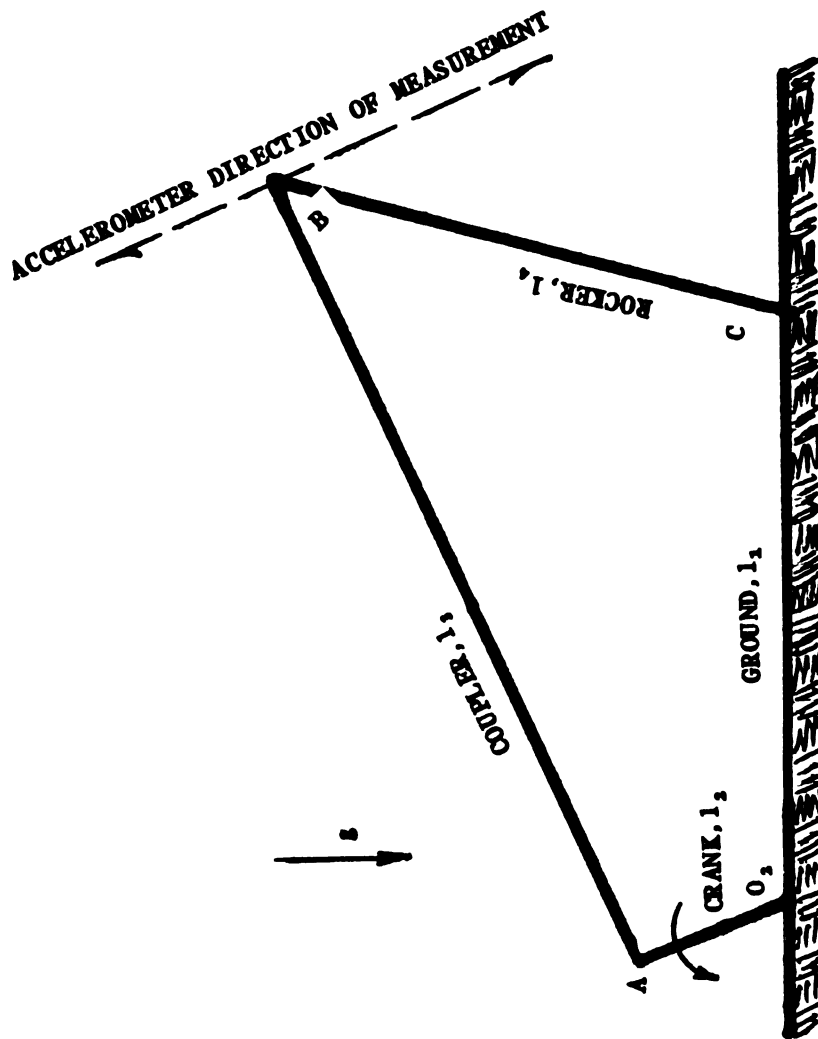 ACCELEROMETER DIRECTION OF MEASUREMENT
B
ROCKER, l₄
C
COUPLER, l₃
GROUND, l₁
g
CRANK, l₂
O₂
A